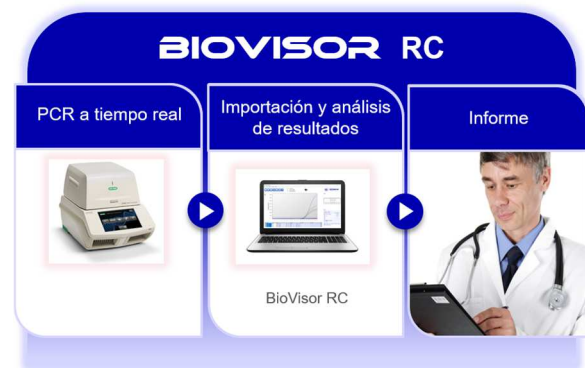 BIOVISOR RC
PCR a tiempo real
Importación y análisis
de resultados
Informe
BioVisor RC